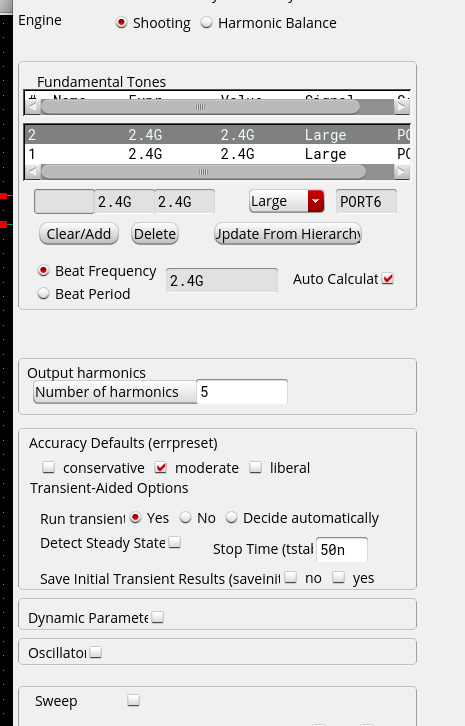 Engine Shooting Harmonic Balance
Fundamental Tones
# Name Expr Value Signal
2 2.4G 2.4G Large PO
1 2.4G 2.4G Large PO
2.4G 2.4G Large PORT6
Clear/Add Delete Update From Hierarchy
Beat Frequency 2.4G Auto Calculat
Beat Period
Output harmonics
Number of harmonics 5
Accuracy Defaults (errpreset)
conservative moderate liberal
Transient-Aided Options
Run transient Yes No Decide automatically
Detect Steady State Stop Time (tstal 50n
Save Initial Transient Results (saveinit no yes
Dynamic Paramete
Oscillator
Sweep